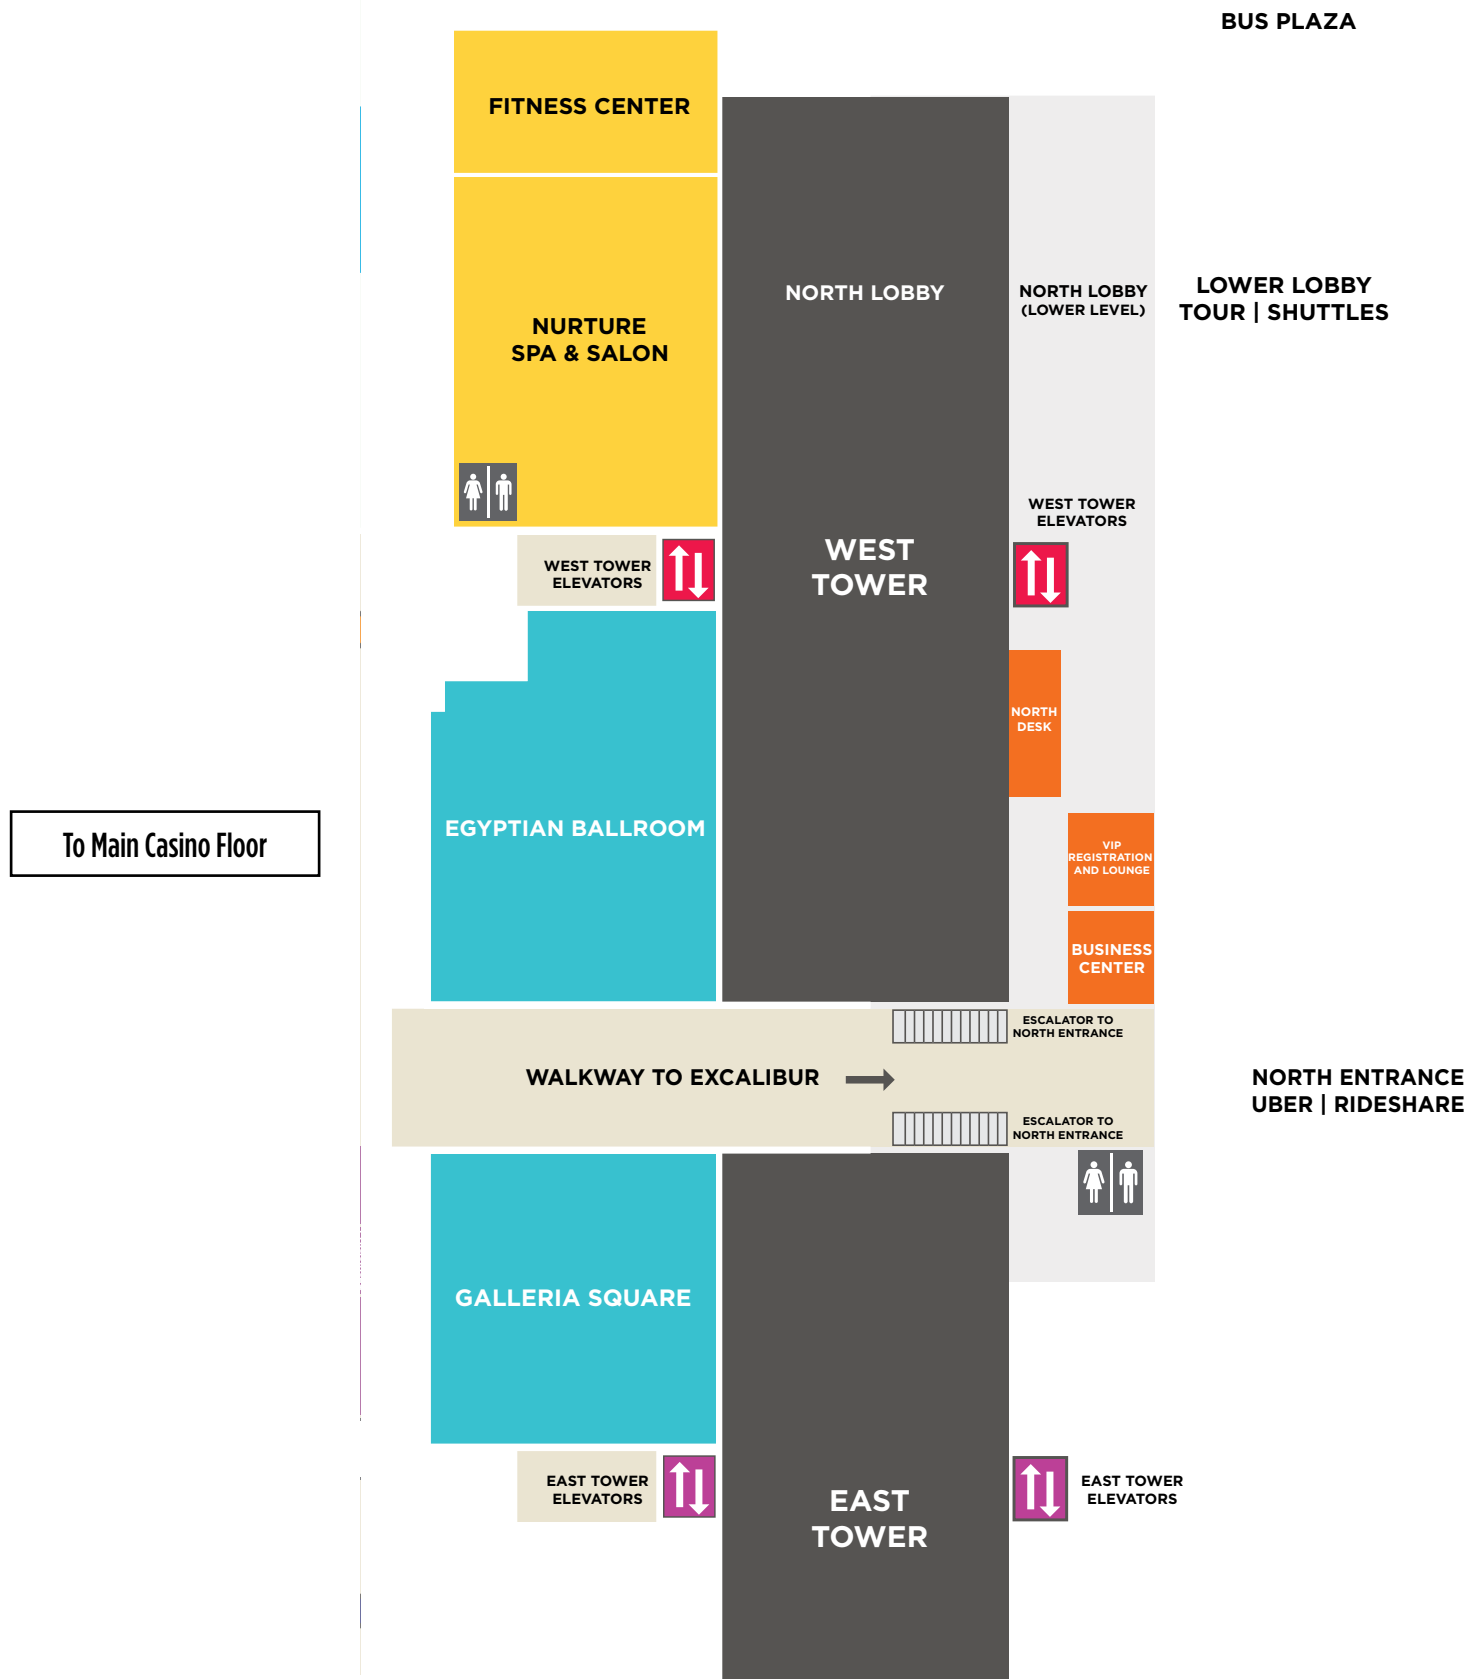 BUS PLAZA
FITNESS CENTER
NORTH LOBBY
NORTH LOBBY
(LOWER LEVEL)
LOWER LOBBY
TOUR | SHUTTLES
NURTURE
SPA & SALON
WEST TOWER
ELEVATORS
WEST
TOWER
WEST TOWER
ELEVATORS
NORTH
DESK
EGYPTIAN BALLROOM
To Main Casino Floor
VIP
REGISTRATION
AND LOUNGE
BUSINESS
CENTER
ESCALATOR TO
NORTH ENTRANCE
WALKWAY TO EXCALIBUR
NORTH ENTRANCE
UBER | RIDESHARE
ESCALATOR TO
NORTH ENTRANCE
GALLERIA SQUARE
EAST TOWER
ELEVATORS
EAST
TOWER
EAST TOWER
ELEVATORS